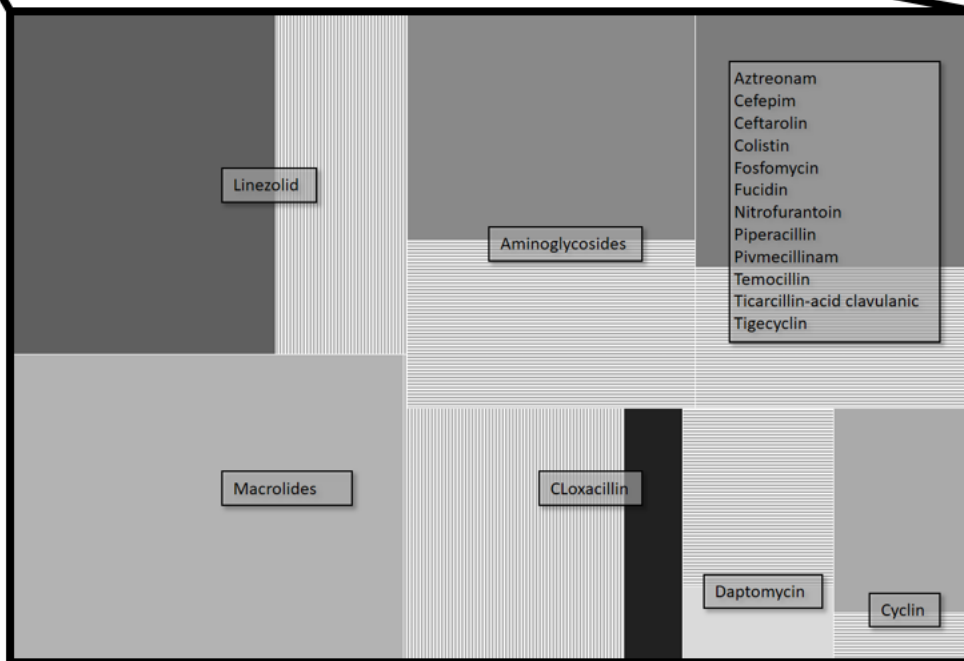 Linezolid
Aminoglycosides
Aztreonam
Cefepim
Ceftarolin
Colistin
Fosfomycin
Fucidin
Nitrofurantoin
Piperacillin
Pivmecillinam
Temocillin
Ticarcillin-acid clavulanic
Tigecyclin
Macrolides
CLoxacillin
Daptomycin
Cyclin